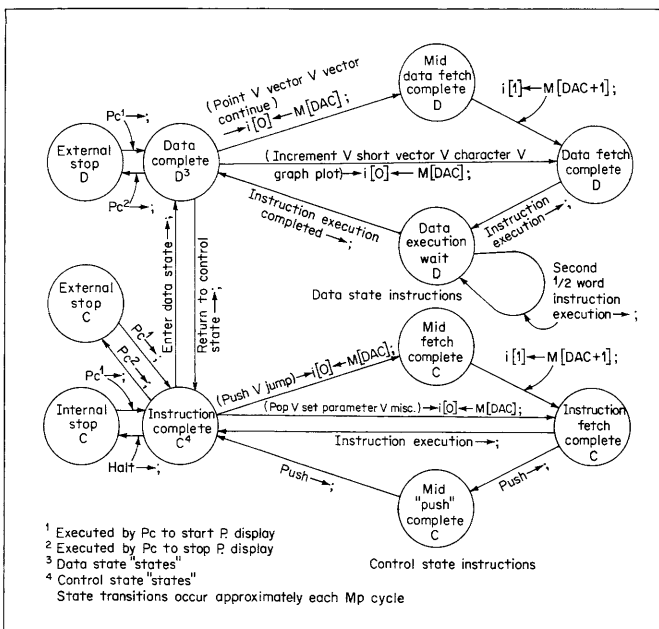 Mid
data fetch
complete
D
(Point V vector V vector
continue)
→i[O]←M[DAC];
i[1]←M[DAC+1];
Pc¹→;
External
stop
D
Data
complete
D³
Pc²→;
(Increment V short vector V character V
graph plot)→i[O]←M[DAC];
Data fetch
complete
D
Instruction execution
completed→;
Data
execution
wait
D
Instruction
execution→;
Second
1/2 word
instruction
execution→;
Data state instructions
Enter data state→;
Return to control
state→;
External
stop
C
Pc¹→;
Pc²→;
Mid
fetch
complete
C
(Push V jump)→i[O]←M[DAC];
i[1]←M[DAC+1];
Pc¹→;
Internal
stop
C
Instruction
complete
C⁴
Halt→;
(Pop V set parameter V misc.)→i[O]←M[DAC];
Instruction execution→;
Instruction
fetch
complete
C
Push→;
Push→;
Mid
"push"
complete
C
Control state instructions
¹ Executed by Pc to start P. display
² Executed by Pc to stop P. display
³ Data state "states"
⁴ Control state "states"
State transitions occur approximately each Mp cycle